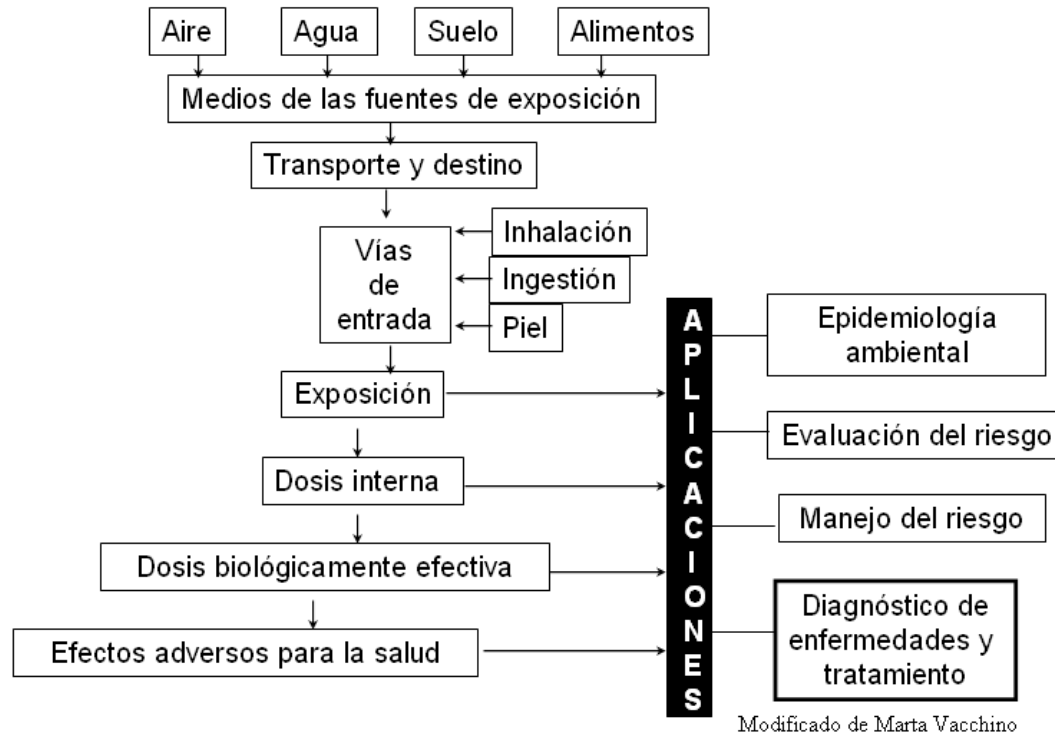 Aire
Agua
Suelo
Alimentos
Medios de las fuentes de exposición
Transporte y destino
Vías
de
entrada
Inhalación
Ingestión
Piel
Exposición
Dosis interna
Dosis biológicamente efectiva
Efectos adversos para la salud
APLICACIONES
Epidemiología
ambiental
Evaluación del riesgo
Manejo del riesgo
Diagnóstico de
enfermedades y
tratamiento
Modificado de Marta Vacchino